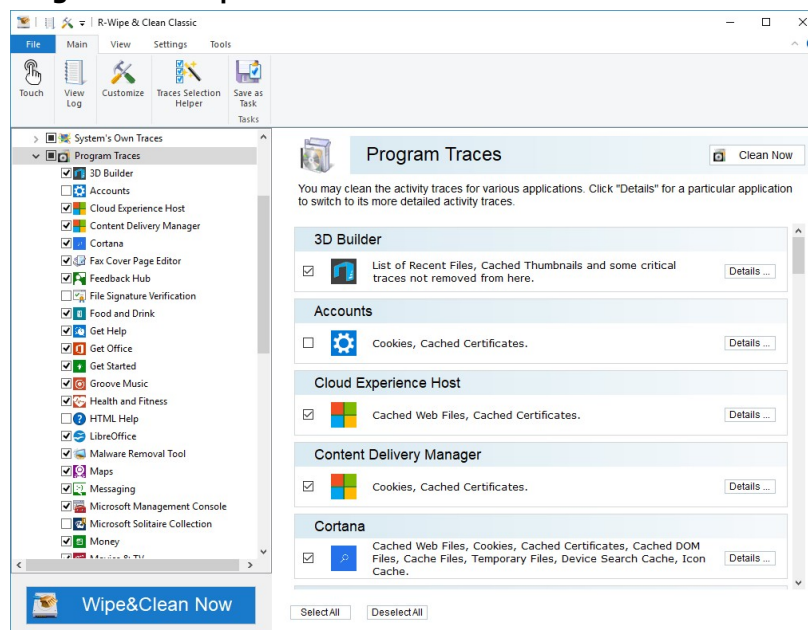 R-Wipe & Clean Classic
File Main View Settings Tools
Touch
View
Log
Customize
Traces Selection
Helper
Save as
Task
Tasks
System's Own Traces
Program Traces
3D Builder
Accounts
Cloud Experience Host
Content Delivery Manager
Cortana
Fax Cover Page Editor
Feedback Hub
File Signature Verification
Food and Drink
Get Help
Get Office
Get Started
Groove Music
Health and Fitness
HTML Help
LibreOffice
Malware Removal Tool
Maps
Messaging
Microsoft Management Console
Microsoft Solitaire Collection
Money
Wipe&Clean Now
Program Traces
Clean Now
You may clean the activity traces for various applications. Click "Details" for a particular application
to switch to its more detailed activity traces.
3D Builder
List of Recent Files, Cached Thumbnails and some critical
traces not removed from here.
Details ...
Accounts
Cookies, Cached Certificates.
Details ...
Cloud Experience Host
Cached Web Files, Cached Certificates.
Details ...
Content Delivery Manager
Cookies, Cached Certificates.
Details ...
Cortana
Cached Web Files, Cookies, Cached Certificates, Cached DOM
Files, Cache Files, Temporary Files, Device Search Cache, Icon
Cache.
Details ...
Select All
Deselect All